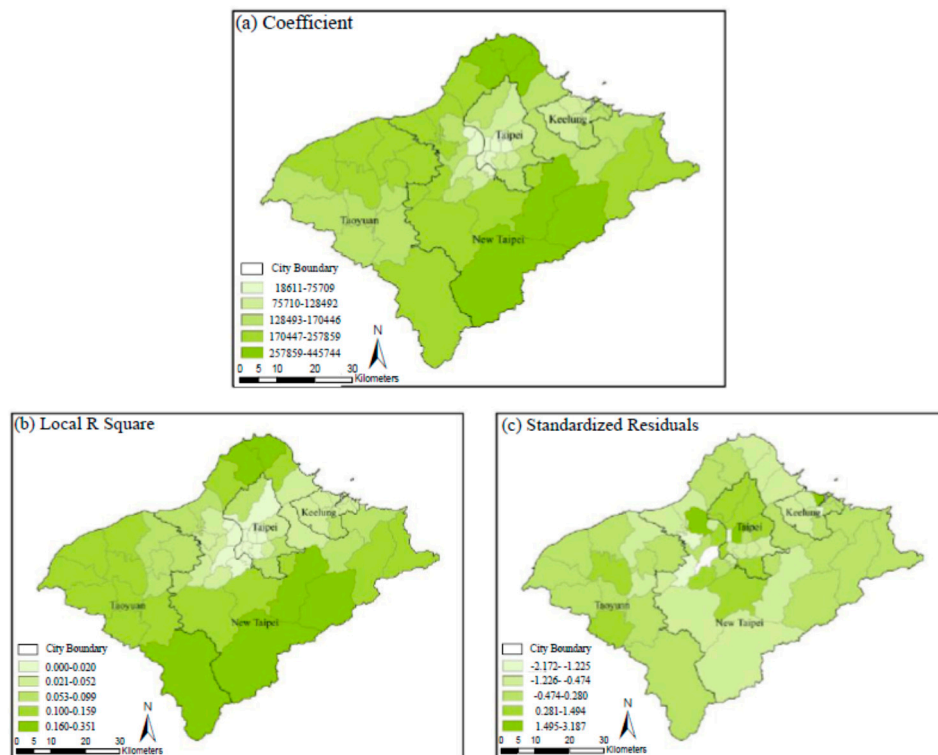 (a) Coefficient
Taipei
Keelung
Taoyuan
New Taipei
City Boundary
18611-75709
75710-128492
128493-170446
170447-257859
257859-445744
N
0 5 10 20 30
Kilometers
(b) Local R Square
Taipei
Keelung
Taoyuan
New Taipei
City Boundary
0.000-0.020
0.021-0.052
0.053-0.099
0.100-0.159
0.160-0.351
N
0 5 10 20 30
Kilometers
(c) Standardized Residuals
Taipei
Keelung
Taoyuan
New Taipei
City Boundary
-2.172- -1.225
-1.226 -0.474
-0.474-0.280
0.281-1.494
1.495-3.187
N
0 5 10 20 30
Kilometers